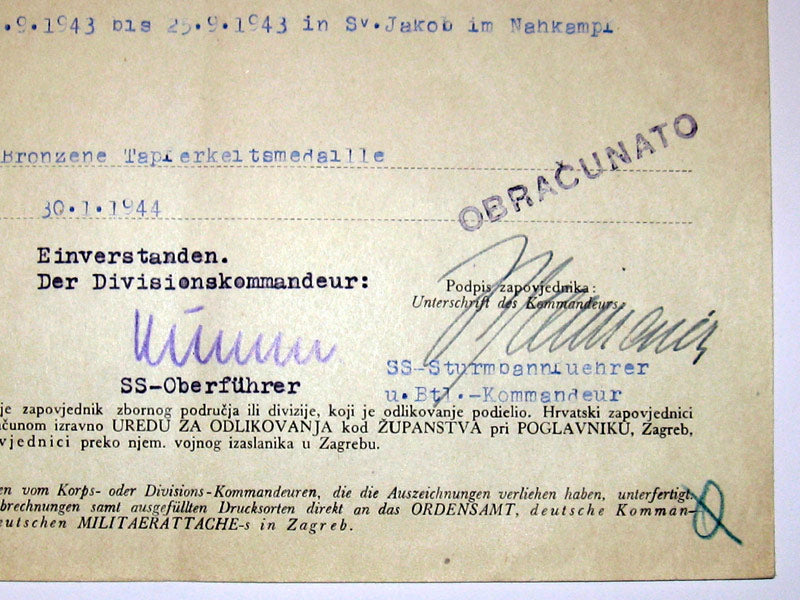 .9.1943 bis 25.9.1943 in Sv.Jakob im Nahkampf
Bronzene Tapferkeitsmedaille
OBRAČUNATO
30.1.1944
Einverstanden.
Der Divisionskommandeur:
Podpis zapovjednika:
Unterschrift des Kommandeurs:
SS-Oberführer
SS-Sturmbannfuehrer
u.Btl.-Kommandeur
je zapovjednik zbornog područja ili divizije, koji je odlikovanje podielio. Hrvatski zapovjednici
ačunom izravno UREDU ZA ODLIKOVANJA kod ŽUPANSTVA pri POGLAVNIKU, Zagreb,
vjednici preko njem. vojnog izaslanika u Zagrebu.
en vom Korps- oder Divisions-Kommandeuren, die die Auszeichnungen verliehen haben, unterfertigt.
brechnungen samt ausgefüllten Drucksorten direkt an das ORDENSAMT, deutsche Komman-
eutschen MILITAERATTACHE-s in Zagreb.